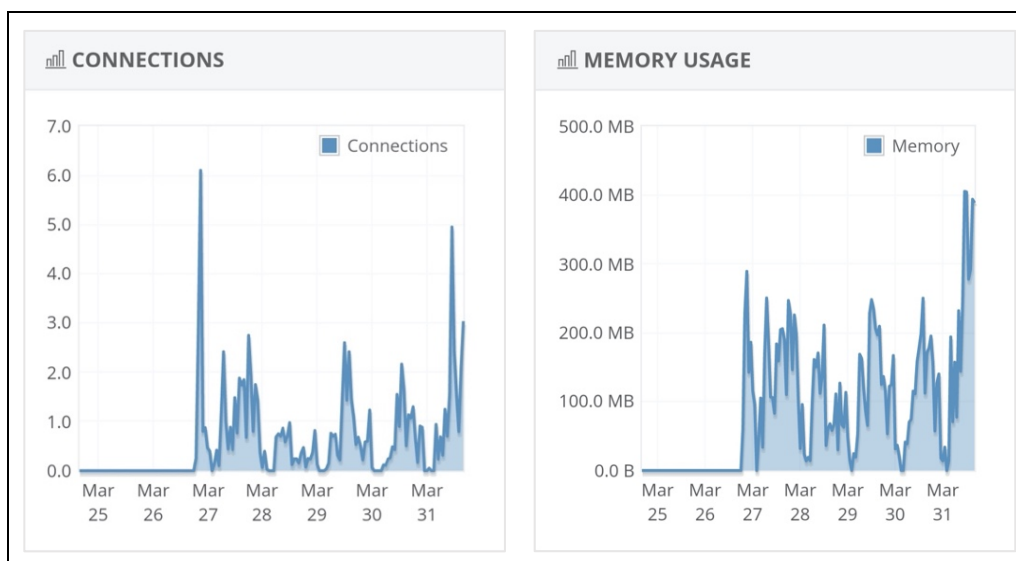 CONNECTIONS
7.0
Connections
6.0
5.0
4.0
3.0
2.0
1.0
0.0
Mar Mar Mar Mar Mar Mar Mar
25 26 27 28 29 30 31
MEMORY USAGE
500.0 MB
Memory
400.0 MB
300.0 MB
200.0 MB
100.0 MB
0.0 B
Mar Mar Mar Mar Mar Mar Mar
25 26 27 28 29 30 31